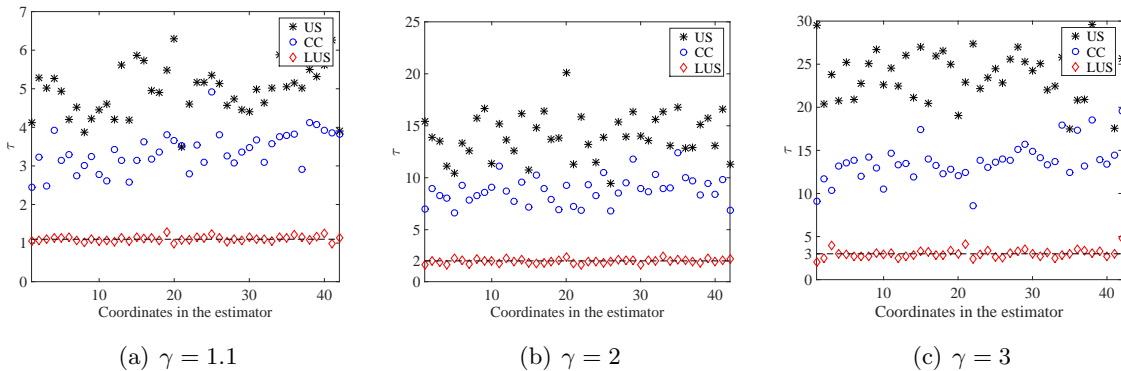 7
6
5
4
3
2
1
0
τ
10
20
30
40
Coordinates in the estimator
US
CC
LUS
(a) γ = 1.1
25
20
15
10
5
2
0
τ
10
20
30
40
Coordinates in the estimator
US
CC
LUS
(b) γ = 2
30
25
20
15
10
5
3
0
τ
10
20
30
40
Coordinates in the estimator
US
CC
LUS
(c) γ = 3